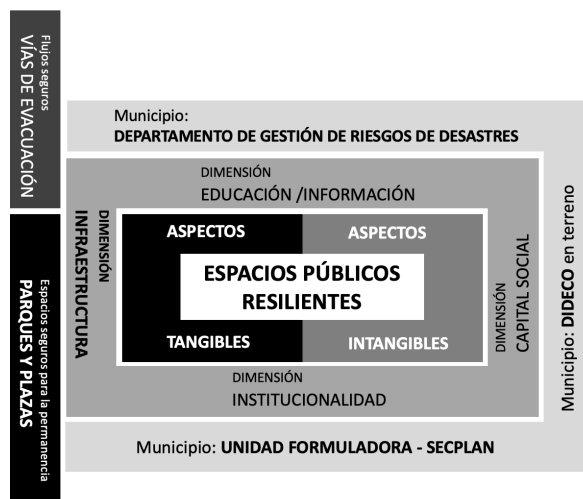 Flujos seguros
VÍAS DE EVACUACIÓN
Espacios seguros para la permanencia
PARQUES Y PLAZAS
Municipio:
DEPARTAMENTO DE GESTIÓN DE RIESGOS DE DESASTRES
DIMENSIÓN
EDUCACIÓN /INFORMACIÓN
DIMENSIÓN
INFRAESTRUCTURA
ASPECTOS
ASPECTOS
ESPACIOS PÚBLICOS
RESILIENTES
TANGIBLES
INTANGIBLES
DIMENSIÓN
CAPITAL SOCIAL
Municipio: DIDECO en terreno
DIMENSIÓN
INSTITUCIONALIDAD
Municipio: UNIDAD FORMULADORA - SECPLAN